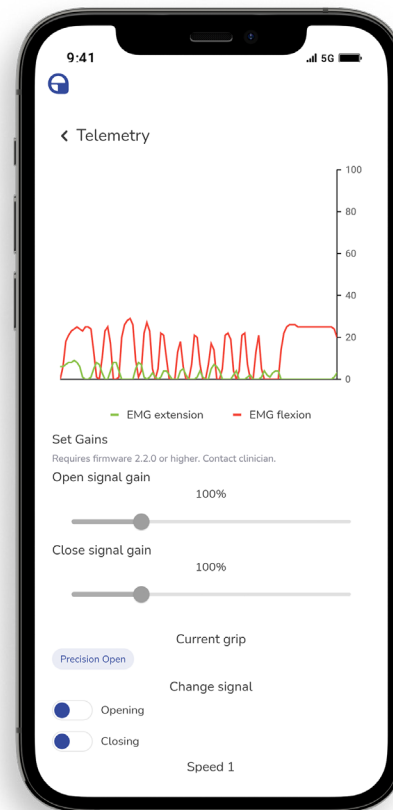 9:41
5G
Telemetry
100
80
60
40
20
0
EMG extension EMG flexion
Set Gains
Requires firmware 2.2.0 or higher. Contact clinician.
Open signal gain
100%
Close signal gain
100%
Current grip
Precision Open
Change signal
Opening
Closing
Speed 1